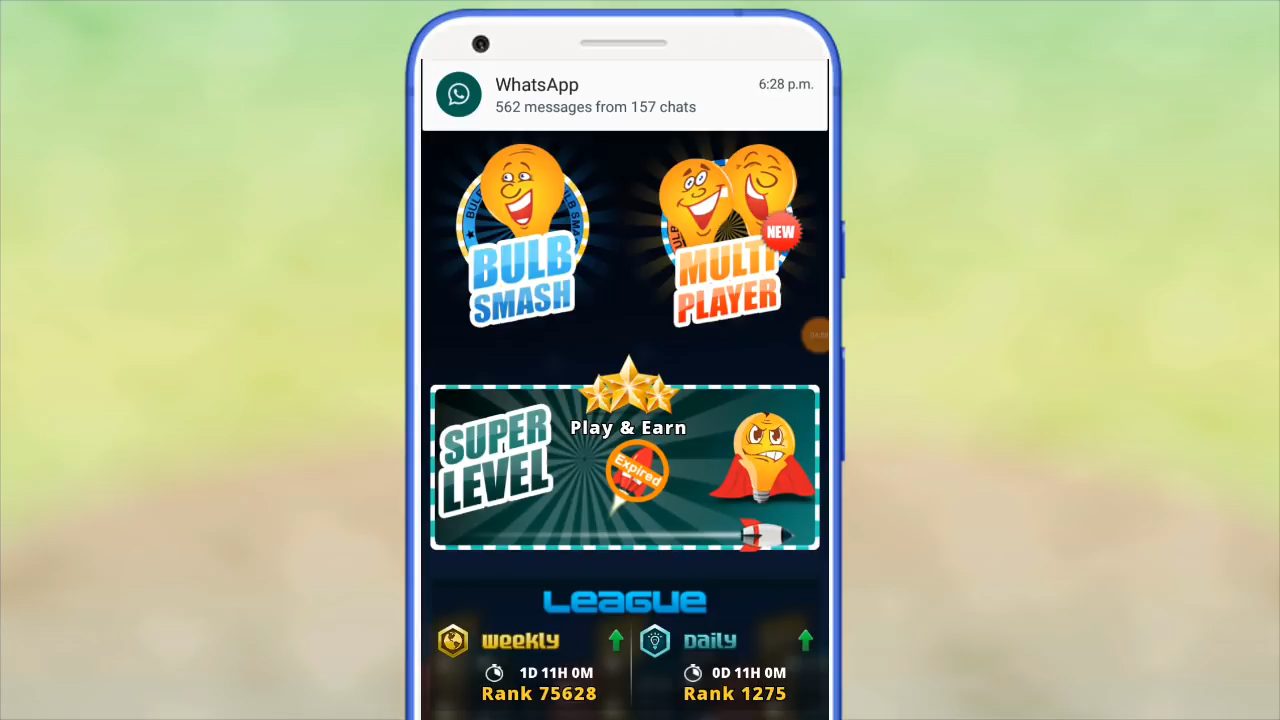 WhatsApp
6:28 p.m.
562 messages from 157 chats
BULB
SMASH
MULTI
PLAYER
NEW
Play & Earn
SUPER
LEVEL
Expired
LEAGUE
weekly
1D 11H 0M
Rank 75628
Daily
0D 11H 0M
Rank 1275